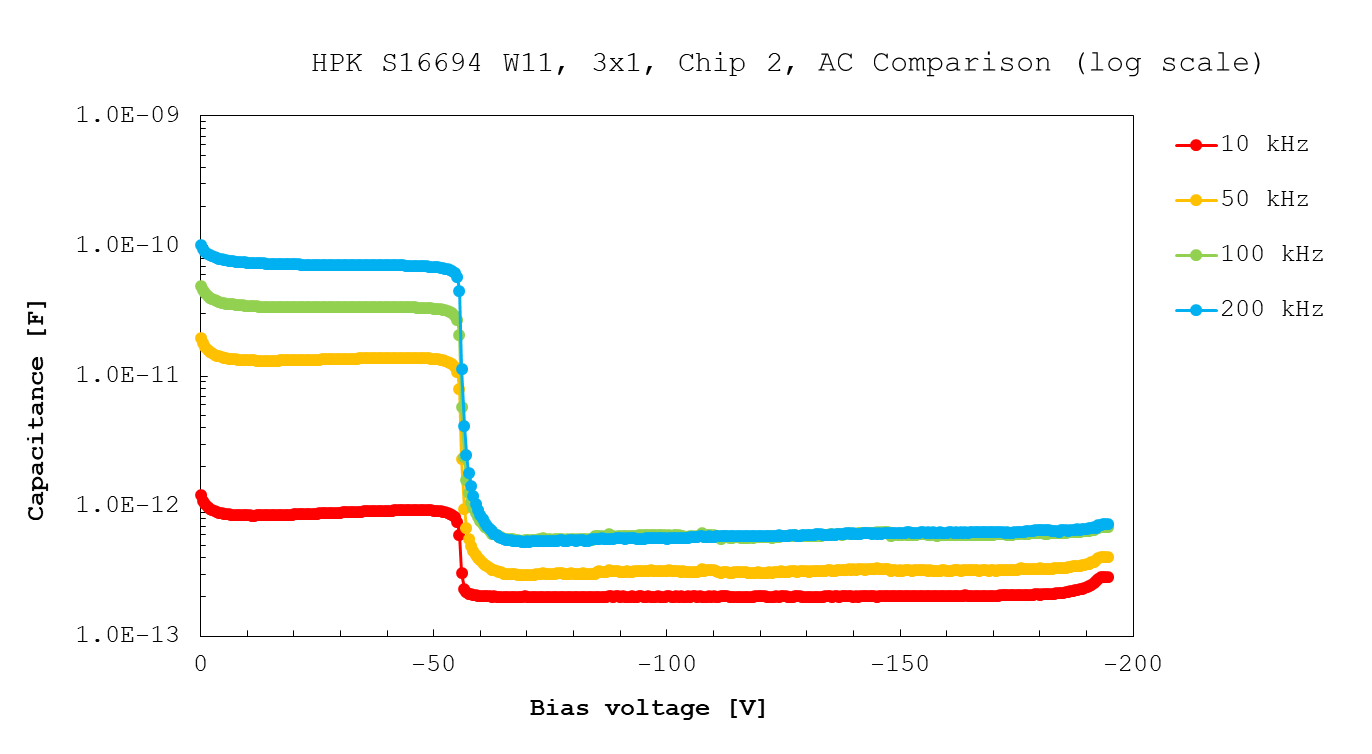 HPK S16694 W11, 3x1, Chip 2, AC Comparison (log scale)
1.0E-09
1.0E-10
1.0E-11
1.0E-12
1.0E-13
Capacitance [F]
0 -50 -100 -150 -200
Bias voltage [V]
10 kHz
50 kHz
100 kHz
200 kHz